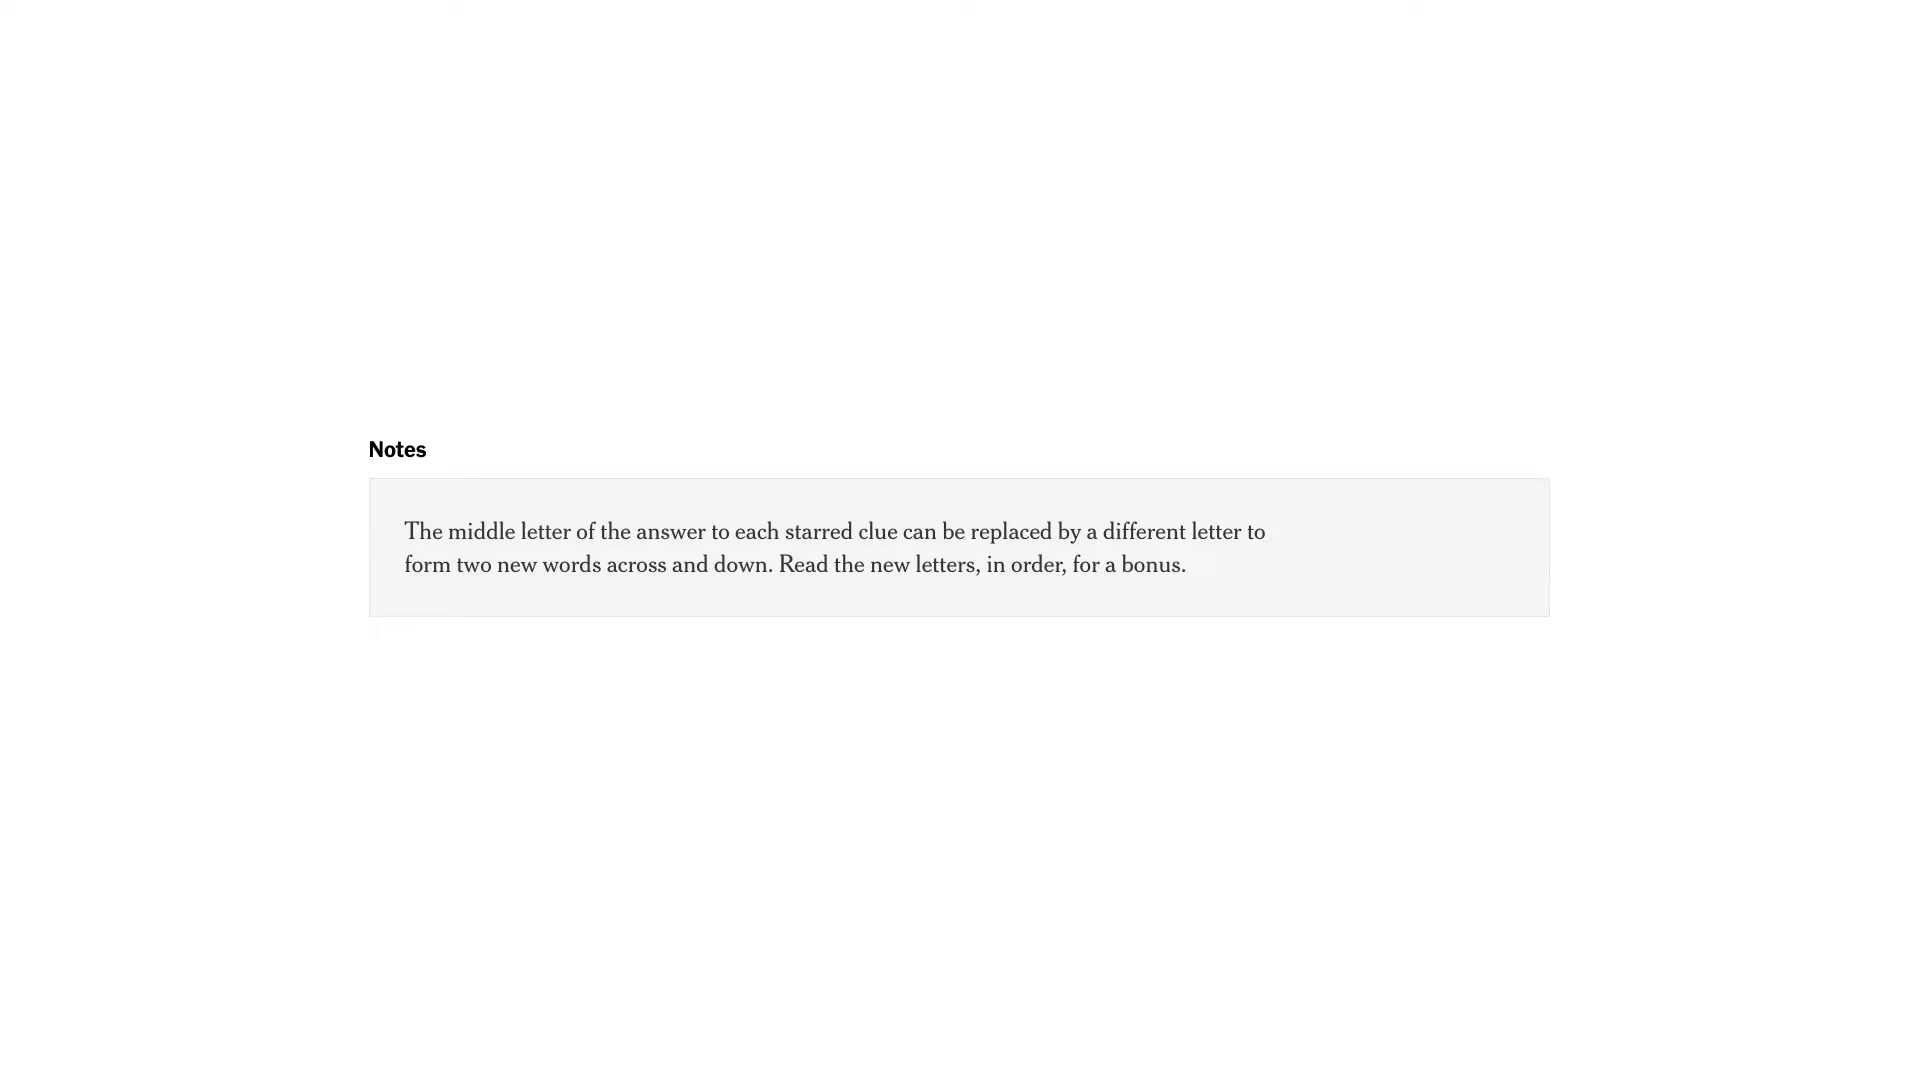 Notes
The middle letter of the answer to each starred clue can be replaced by a different letter to
form two new words across and down. Read the new letters, in order, for a bonus.